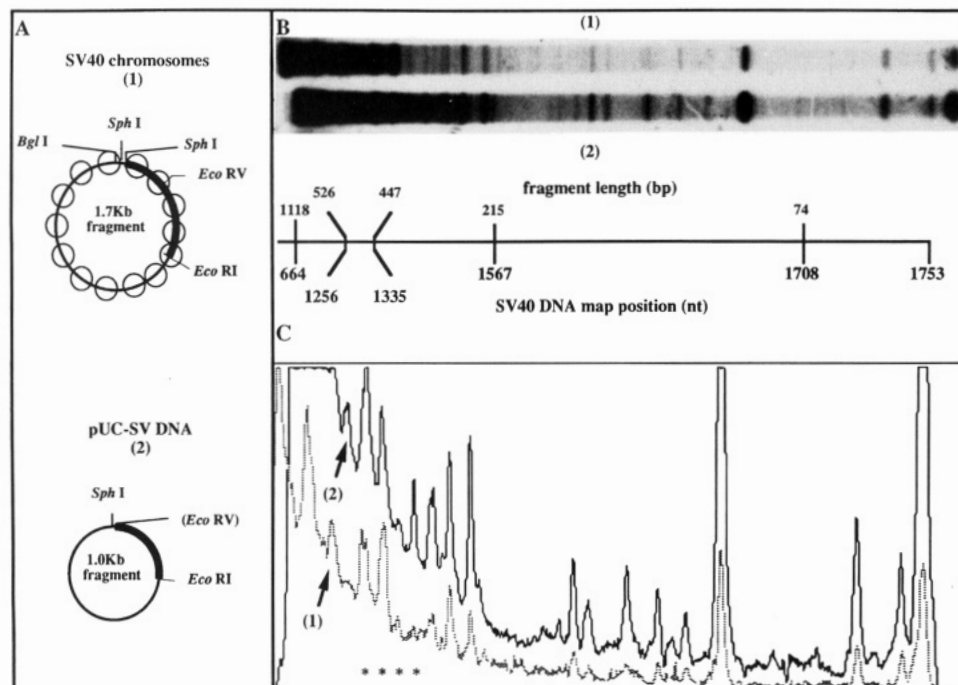 A
SV40 chromosomes
(1)
Sph I
Bgl I
Sph I
Eco RV
1.7Kb
fragment
Eco RI
pUC-SV DNA
(2)
Sph I
(Eco RV)
1.0Kb
fragment
Eco RI
B
(1)
(2)
fragment length (bp)
526 447
1118 215 74
664 1567 1708 1753
1256 1335
SV40 DNA map position (nt)
C
(2)
(1)
* * * *